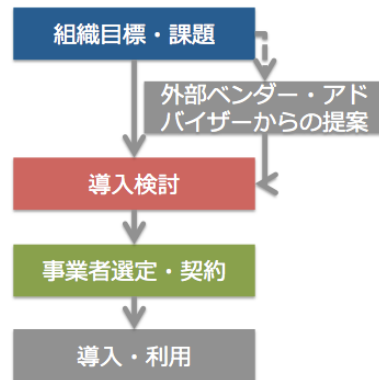 組織目標・課題
外部ベンダー・アド
バイザーからの提案
導入検討
事業者選定・契約
導入・利用